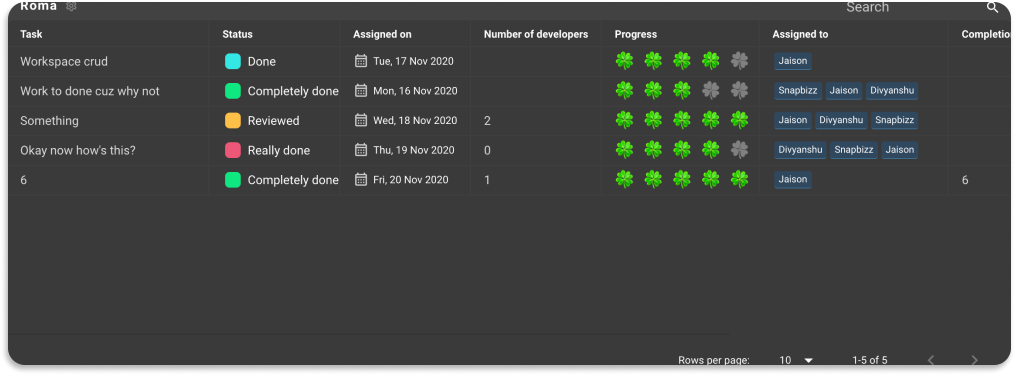 Roma Search
Task Status Assigned on Number of developers Progress Assigned to Completion
Workspace crud Done Tue, 17 Nov 2020 Jaison
Work to done cuz why not Completely done Mon, 16 Nov 2020 Snapbizz Jaison Divyanshu
Something Reviewed Wed, 18 Nov 2020 2 Jaison Divyanshu Snapbizz
Okay now how's this? Really done Thu, 19 Nov 2020 0 Divyanshu Snapbizz Jaison
6 Completely done Fri, 20 Nov 2020 1 Jaison 6
Rows per page: 10 1-5 of 5